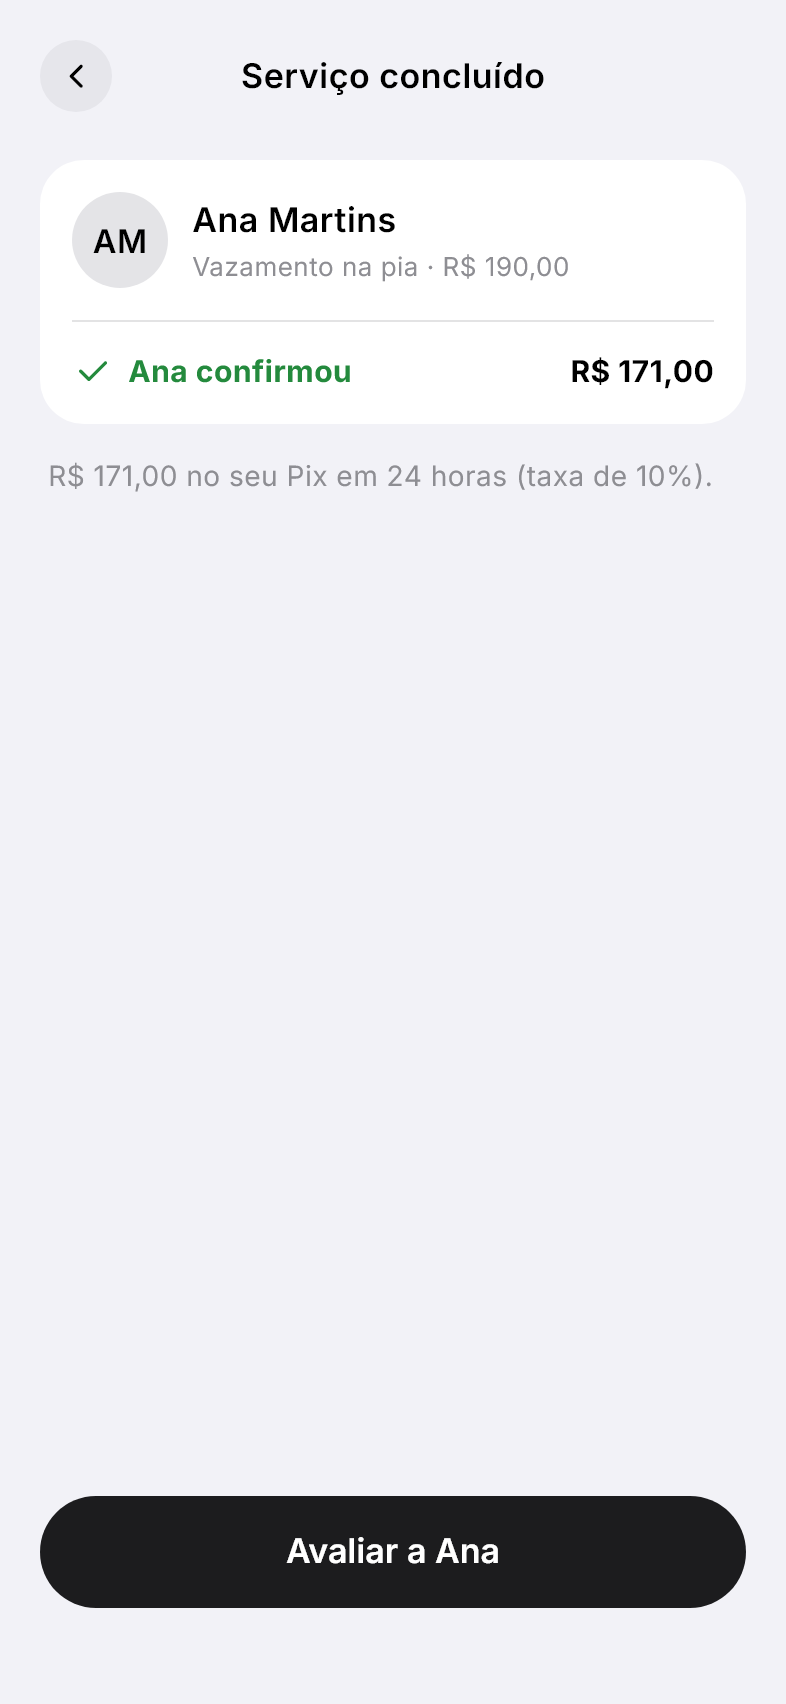 Serviço concluído
AM
Ana Martins
Vazamento na pia · R$ 190,00
Ana confirmou
R$ 171,00
R$ 171,00 no seu Pix em 24 horas (taxa de 10%).
Avaliar a Ana